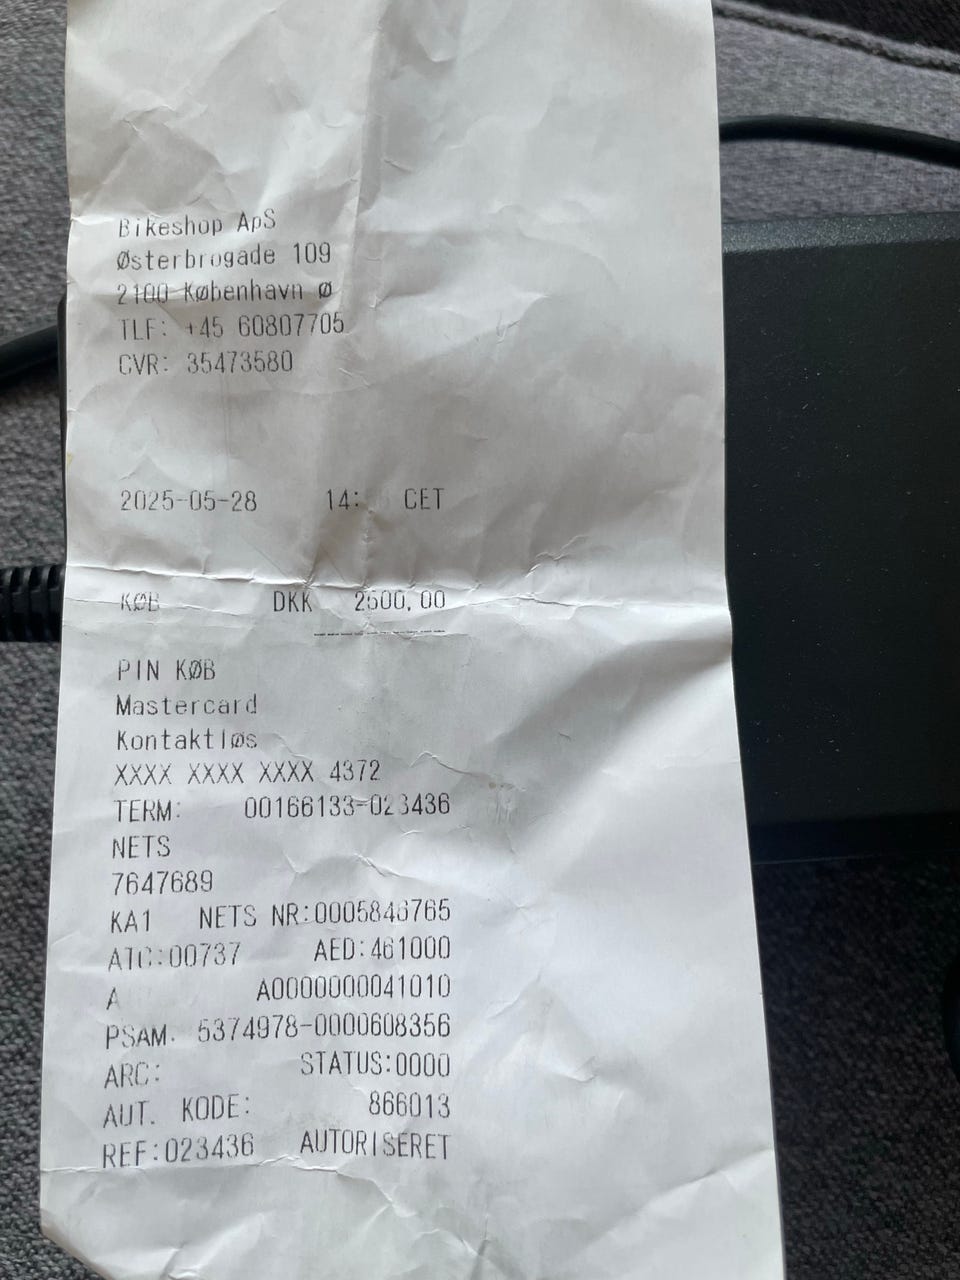 Bikeshop ApS
Østerbrogade 109
2100 København Ø
TLF: +45 60807705
CVR: 35473580
2025-05-28 14: CET
KØB DKK 2500,00
PIN KØB
Mastercard
Kontaktløs
XXXX XXXX XXXX 4372
TERM: 00166133-023436
NETS
7647689
KA1 NETS NR:0005846765
ATC:00737 AED:461000
A A0000000041010
PSAM. 5374978-0000608356
ARC: STATUS:0000
AUT. KODE: 866013
REF:023436 AUTORISERET